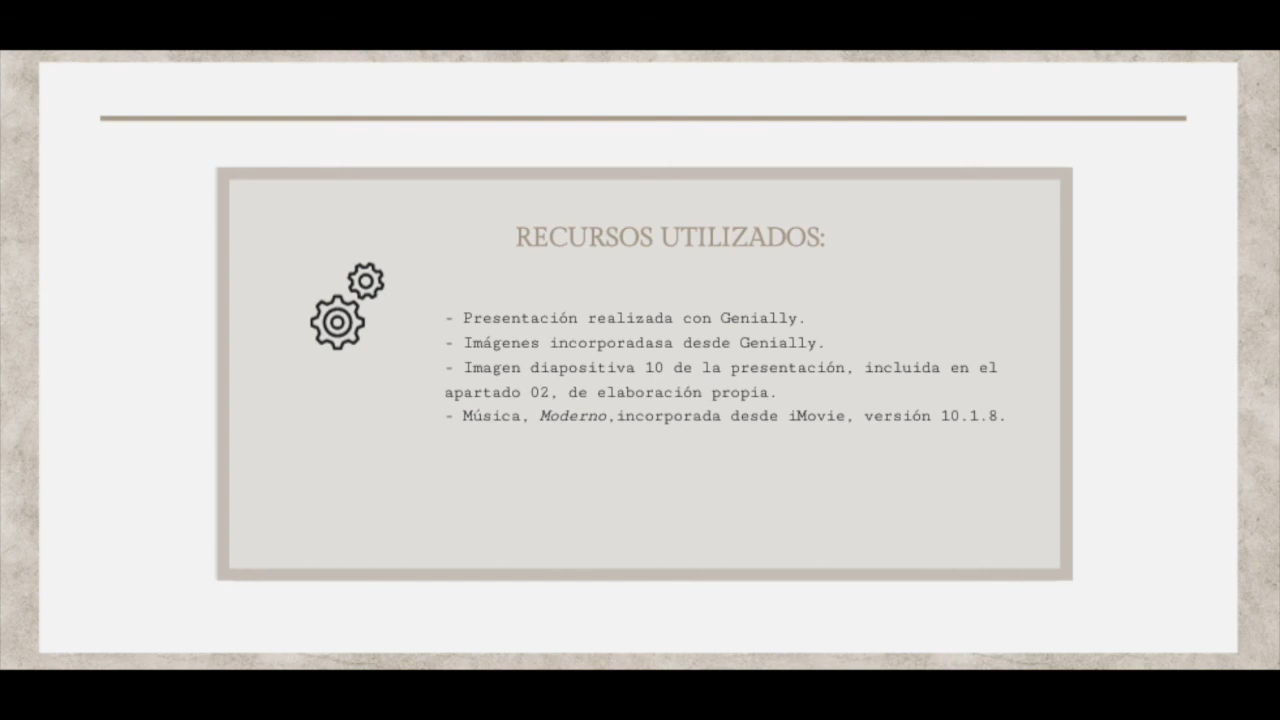 RECURSOS UTILIZADOS:
- Presentación realizada con Genially.
- Imágenes incorporadasa desde Genially.
- Imagen diapositiva 10 de la presentación, incluida en el
apartado 02, de elaboración propia.
- Música, Moderno,incorporada desde iMovie, versión 10.1.8.